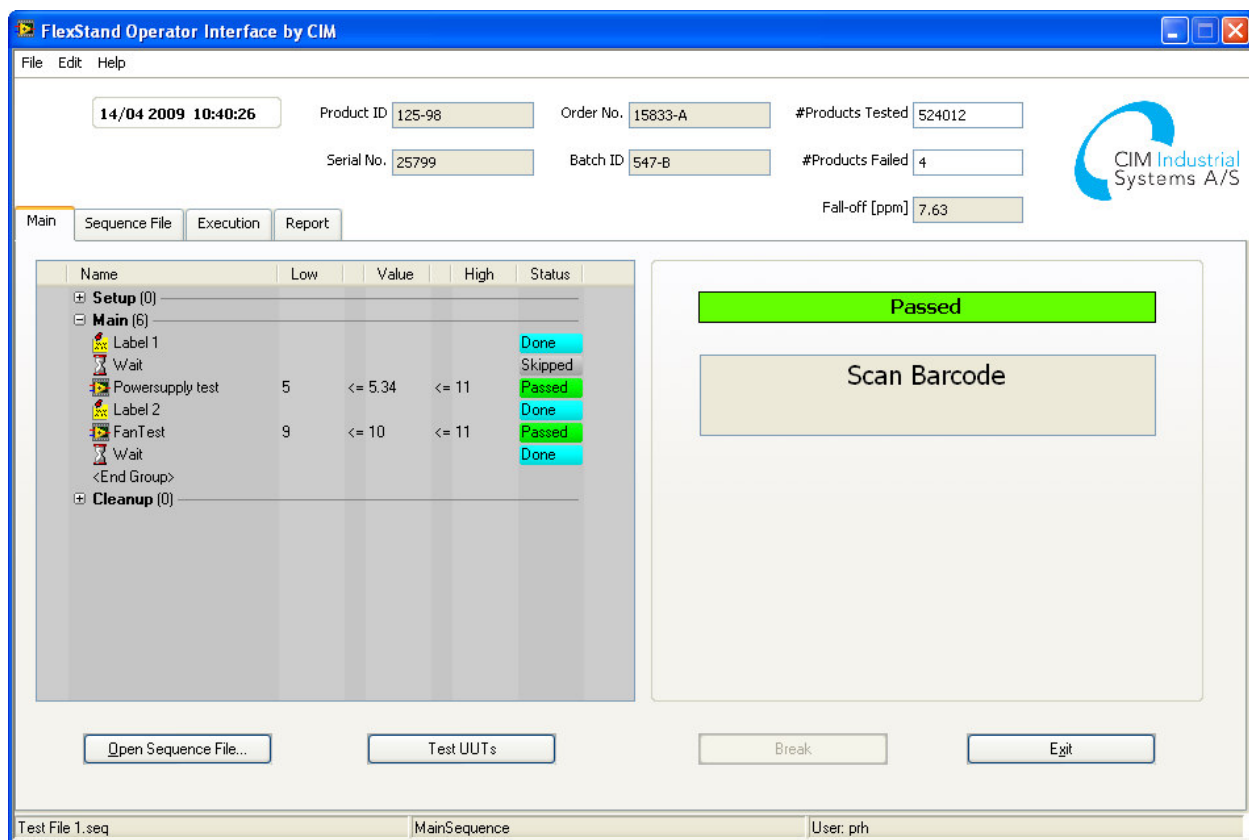 FlexStand Operator Interface by CIM
File Edit Help
14/04 2009 10:40:26
Product ID 125-98
Order No. 15833-A
#Products Tested 524012
Serial No. 25799
Batch ID 547-B
#Products Failed 4
Fall-off [ppm] 7.63
CIM Industrial
Systems A/S
Main Sequence File Execution Report
Name Low Value High Status
Setup (0)
Main (6)
Label 1 Done
Wait Skipped
Powersupply test 5 <= 5.34 <= 11 Passed
Label 2 Done
FanTest 9 <= 10 <= 11 Passed
Wait Done
<End Group>
Cleanup (0)
Passed
Scan Barcode
Open Sequence File... Test UUTs Break Exit
Test File 1.seq MainSequence User: prh